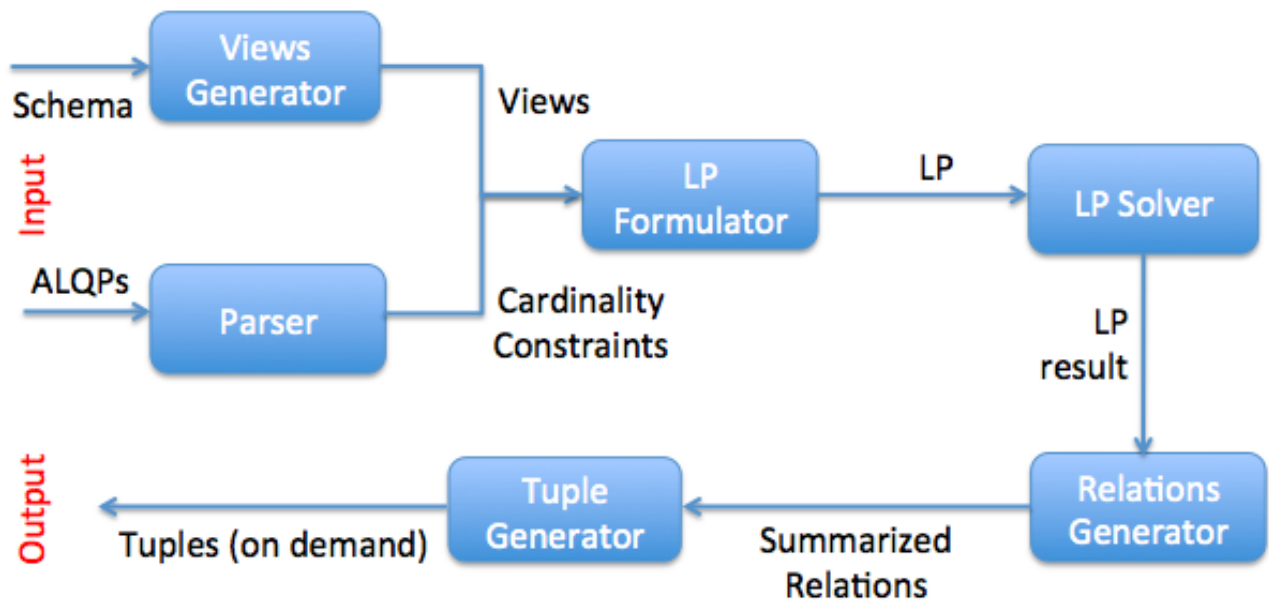 Views
Generator
Schema
Views
Input
LP
Formulator
LP
LP Solver
ALQPs
Parser
Cardinality
Constraints
LP
result
Output
Tuple
Generator
Tuples (on demand)
Relations
Generator
Summarized
Relations